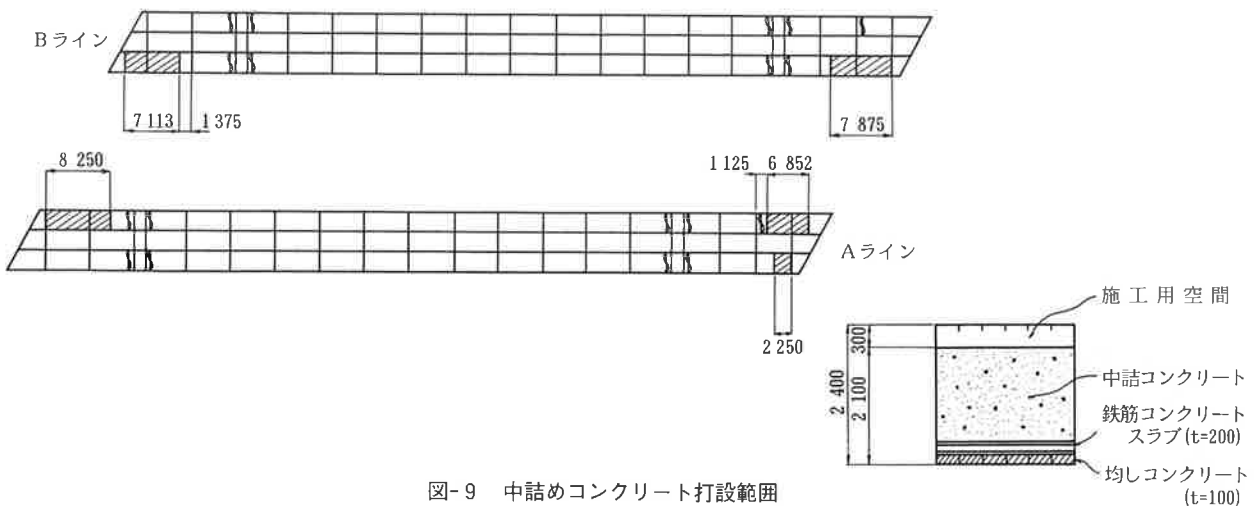 Bライン
7 113
1 375
7 875
8 250
1 125
6 852
Aライン
2 250
施工用空間
300
2 400
2 100
中詰コンクリート
鉄筋コンクリート
スラブ(t=200)
均しコンクリート
(t=100)
図-9 中詰めコンクリート打設範囲